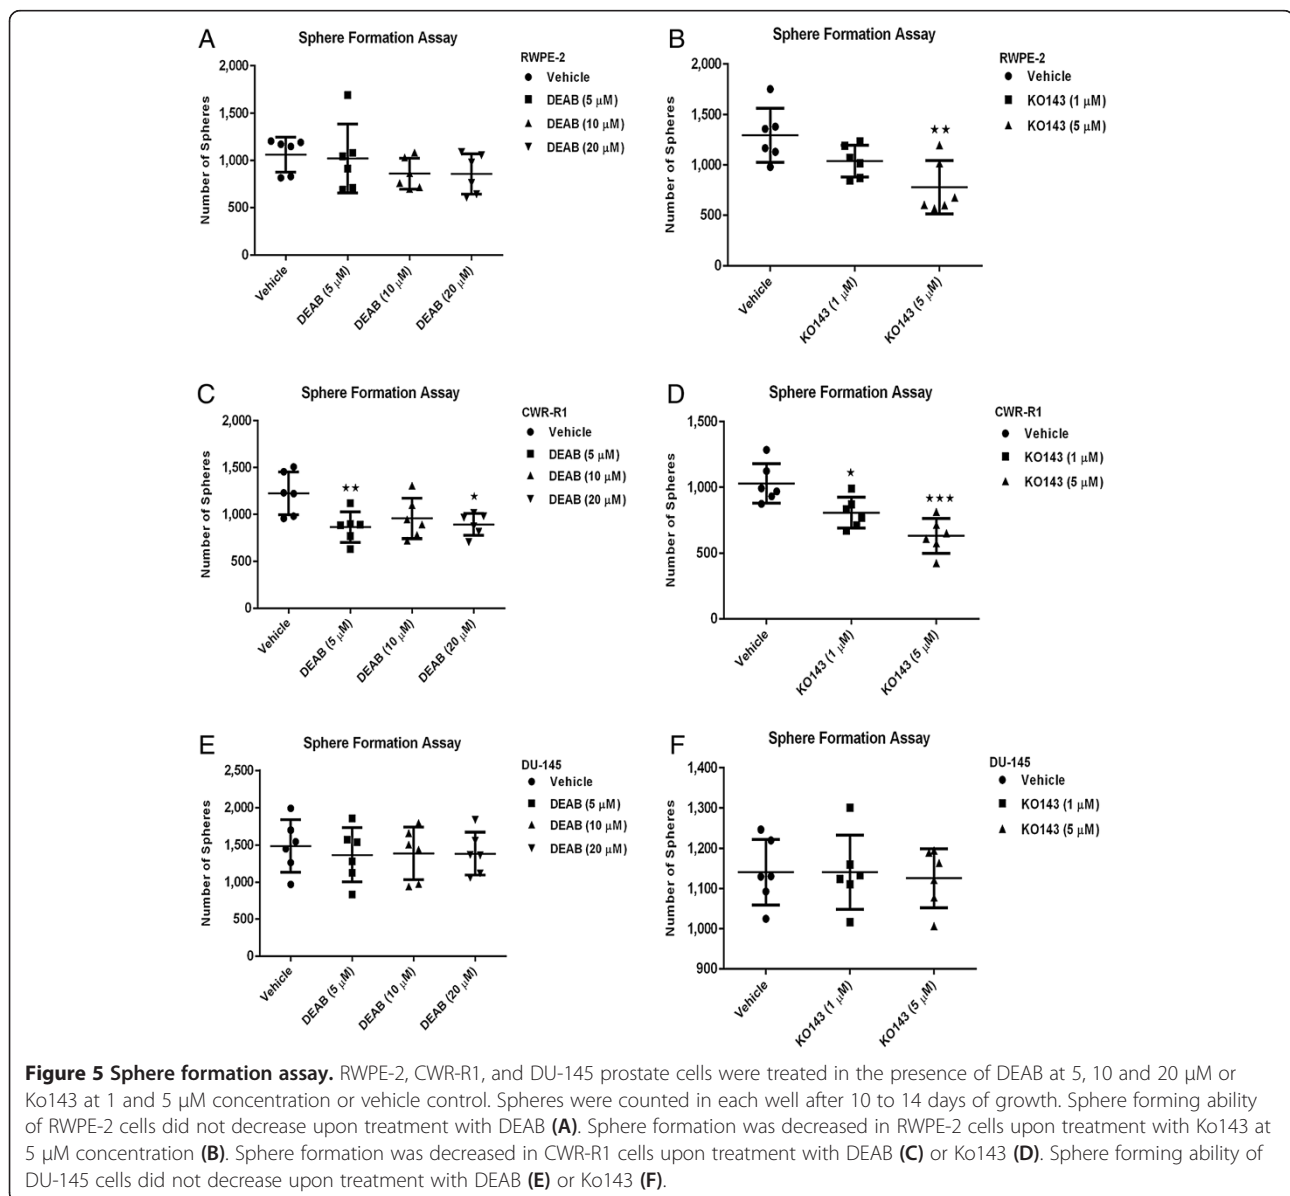 A
Sphere Formation Assay
RWPE-2
Vehicle
DEAB (5 μM)
DEAB (10 μM)
DEAB (20 μM)
Number of Spheres
2,000
1,500
1,000
500
0
Vehicle
DEAB (5 μM)
DEAB (10 μM)
DEAB (20 μM)
B
Sphere Formation Assay
RWPE-2
Vehicle
KO143 (1 μM)
KO143 (5 μM)
Number of Spheres
2,000
1,500
1,000
500
0
★★
Vehicle
KO143 (1 μM)
KO143 (5 μM)
C
Sphere Formation Assay
CWR-R1
Vehicle
DEAB (5 μM)
DEAB (10 μM)
DEAB (20 μM)
Number of Spheres
2,000
1,500
1,000
500
0
★★
★
Vehicle
DEAB (5 μM)
DEAB (10 μM)
DEAB (20 μM)
D
Sphere Formation Assay
CWR-R1
Vehicle
KO143 (1 μM)
KO143 (5 μM)
Number of Spheres
1,500
1,000
500
0
★
★★★
Vehicle
KO143 (1 μM)
KO143 (5 μM)
E
Sphere Formation Assay
DU-145
Vehicle
DEAB (5 μM)
DEAB (10 μM)
DEAB (20 μM)
Number of Spheres
2,500
2,000
1,500
1,000
500
0
Vehicle
DEAB (5 μM)
DEAB (10 μM)
DEAB (20 μM)
F
Sphere Formation Assay
DU-145
Vehicle
KO143 (1 μM)
KO143 (5 μM)
Number of Spheres
1,400
1,300
1,200
1,100
1,000
900
Vehicle
KO143 (1 μM)
KO143 (5 μM)
Figure 5 Sphere formation assay. RWPE-2, CWR-R1, and DU-145 prostate cells were treated in the presence of DEAB at 5, 10 and 20 μM or
Ko143 at 1 and 5 μM concentration or vehicle control. Spheres were counted in each well after 10 to 14 days of growth. Sphere forming ability
of RWPE-2 cells did not decrease upon treatment with DEAB (A). Sphere formation was decreased in RWPE-2 cells upon treatment with Ko143 at
5 μM concentration (B). Sphere formation was decreased in CWR-R1 cells upon treatment with DEAB (C) or Ko143 (D). Sphere forming ability of
DU-145 cells did not decrease upon treatment with DEAB (E) or Ko143 (F).